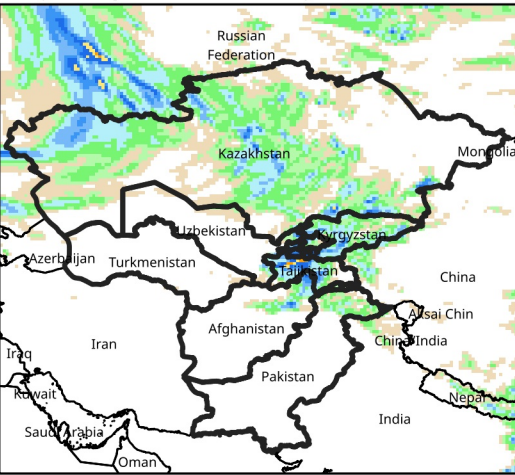 Russian
Federation
Kazakhstan
Mongolia
Uzbekistan
Kyrgyzstan
Azerbaijan
Turkmenistan
Tajikistan
China
Aksai Chin
Afghanistan
Iran
China/India
Iraq
Pakistan
Kuwait
Nepal
India
Saudi Arabia
Oman